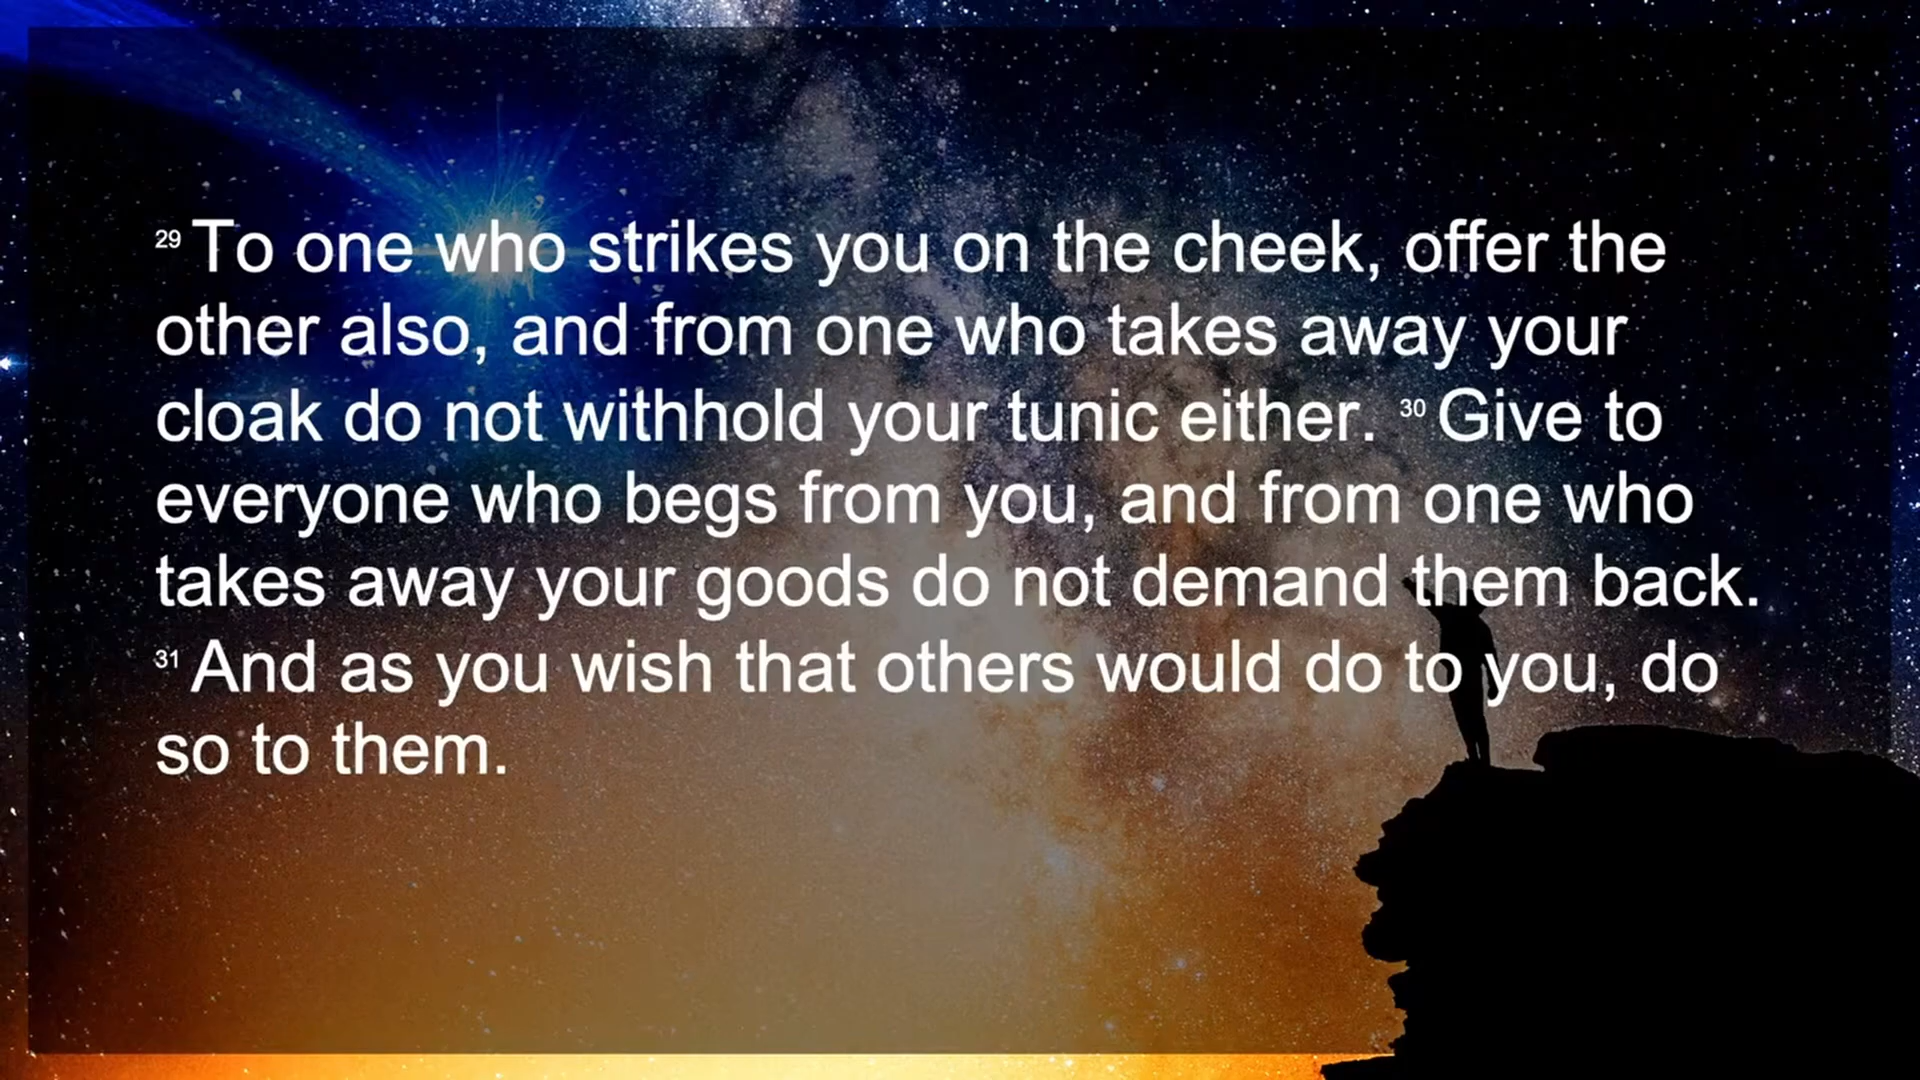 29 To one who strikes you on the cheek, offer the
other also, and from one who takes away your
cloak do not withhold your tunic either. 30 Give to
everyone who begs from you, and from one who
takes away your goods do not demand them back.
31 And as you wish that others would do to you, do
so to them.